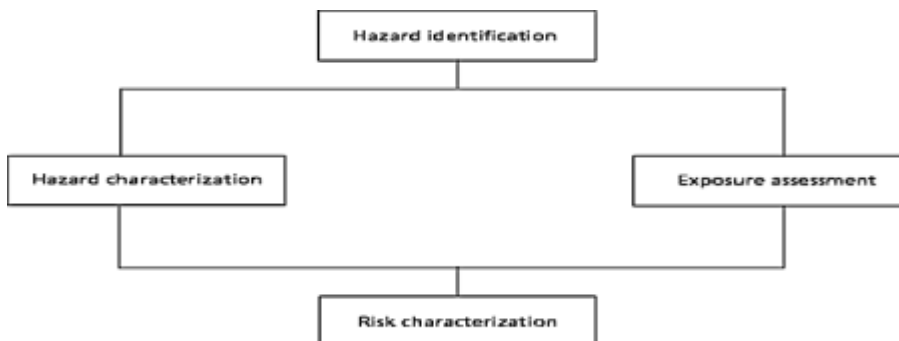 Hazard identification
Hazard characterization
Exposure assessment
Risk characterization